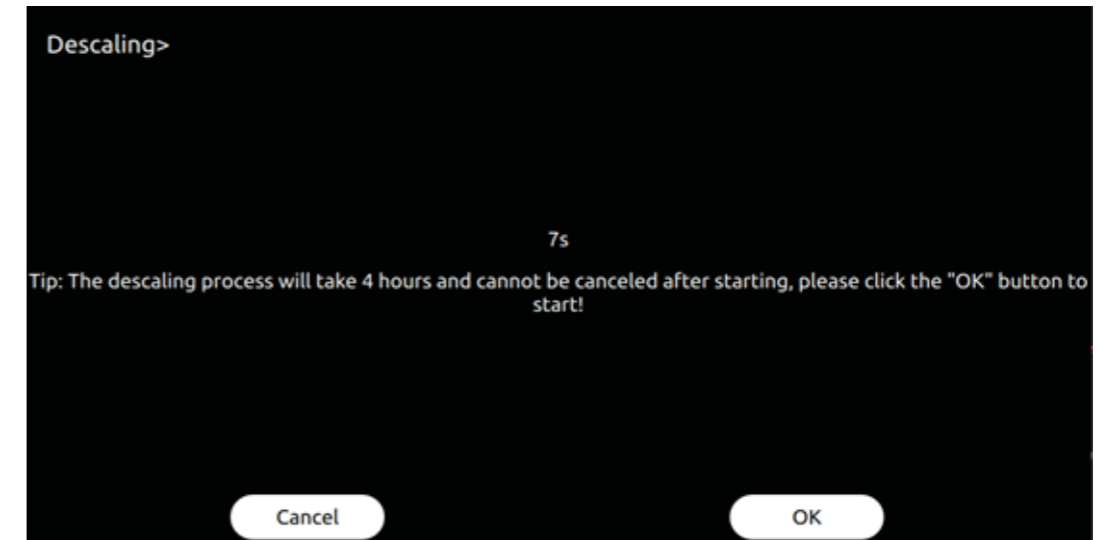 Descaling>
7s
Tip: The descaling process will take 4 hours and cannot be canceled after starting, please click the "OK" button to
start!
Cancel
OK